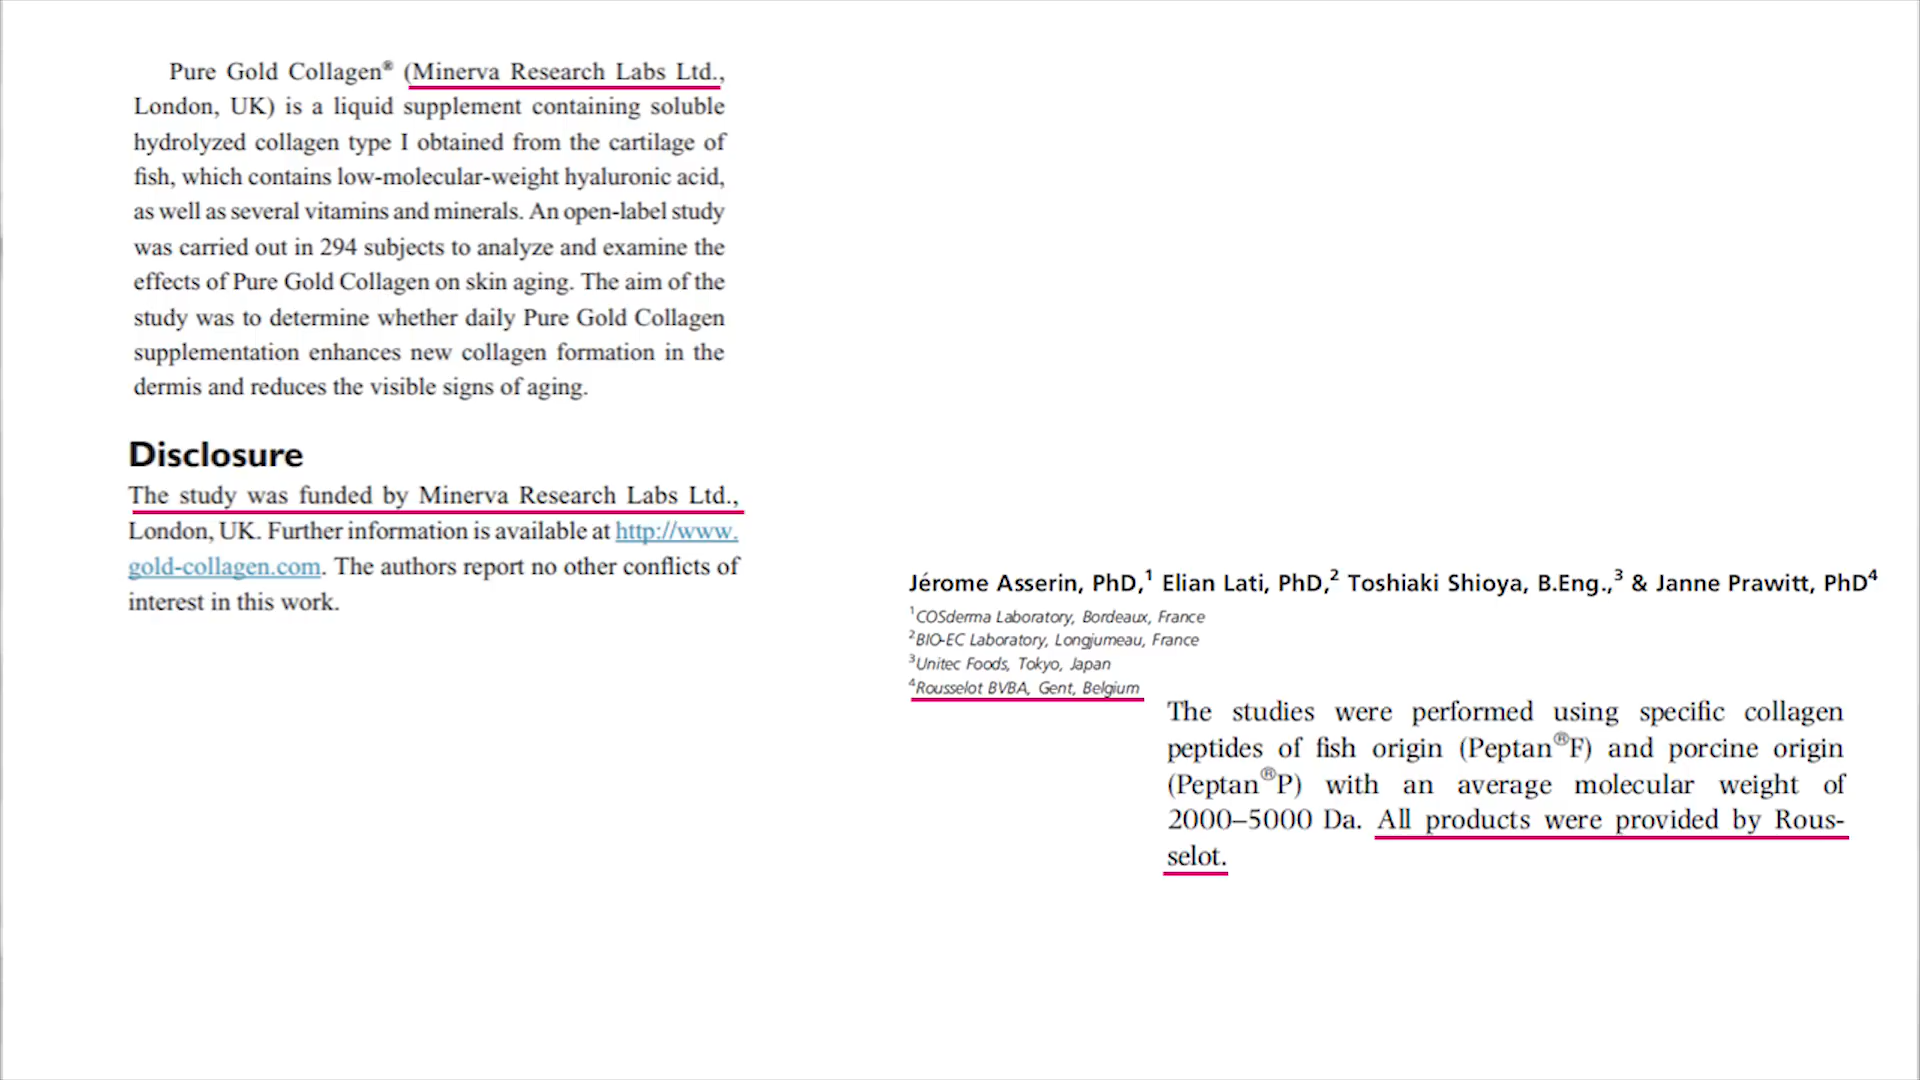 Pure Gold Collagen® (Minerva Research Labs Ltd.,
London, UK) is a liquid supplement containing soluble
hydrolyzed collagen type I obtained from the cartilage of
fish, which contains low-molecular-weight hyaluronic acid,
as well as several vitamins and minerals. An open-label study
was carried out in 294 subjects to analyze and examine the
effects of Pure Gold Collagen on skin aging. The aim of the
study was to determine whether daily Pure Gold Collagen
supplementation enhances new collagen formation in the
dermis and reduces the visible signs of aging.
Disclosure
The study was funded by Minerva Research Labs Ltd.,
London, UK. Further information is available at http://www.
gold-collagen.com. The authors report no other conflicts of
interest in this work.
Jérome Asserin, PhD,¹ Elian Lati, PhD,² Toshiaki Shioya, B.Eng.,³ & Janne Prawitt, PhD⁴
¹COSderma Laboratory, Bordeaux, France
²BIO-EC Laboratory, Longjumeau, France
³Unitec Foods, Tokyo, Japan
⁴Rousselot BVBA, Gent, Belgium
The studies were performed using specific collagen
peptides of fish origin (Peptan®F) and porcine origin
(Peptan®P) with an average molecular weight of
2000–5000 Da. All products were provided by Rous-
selot.